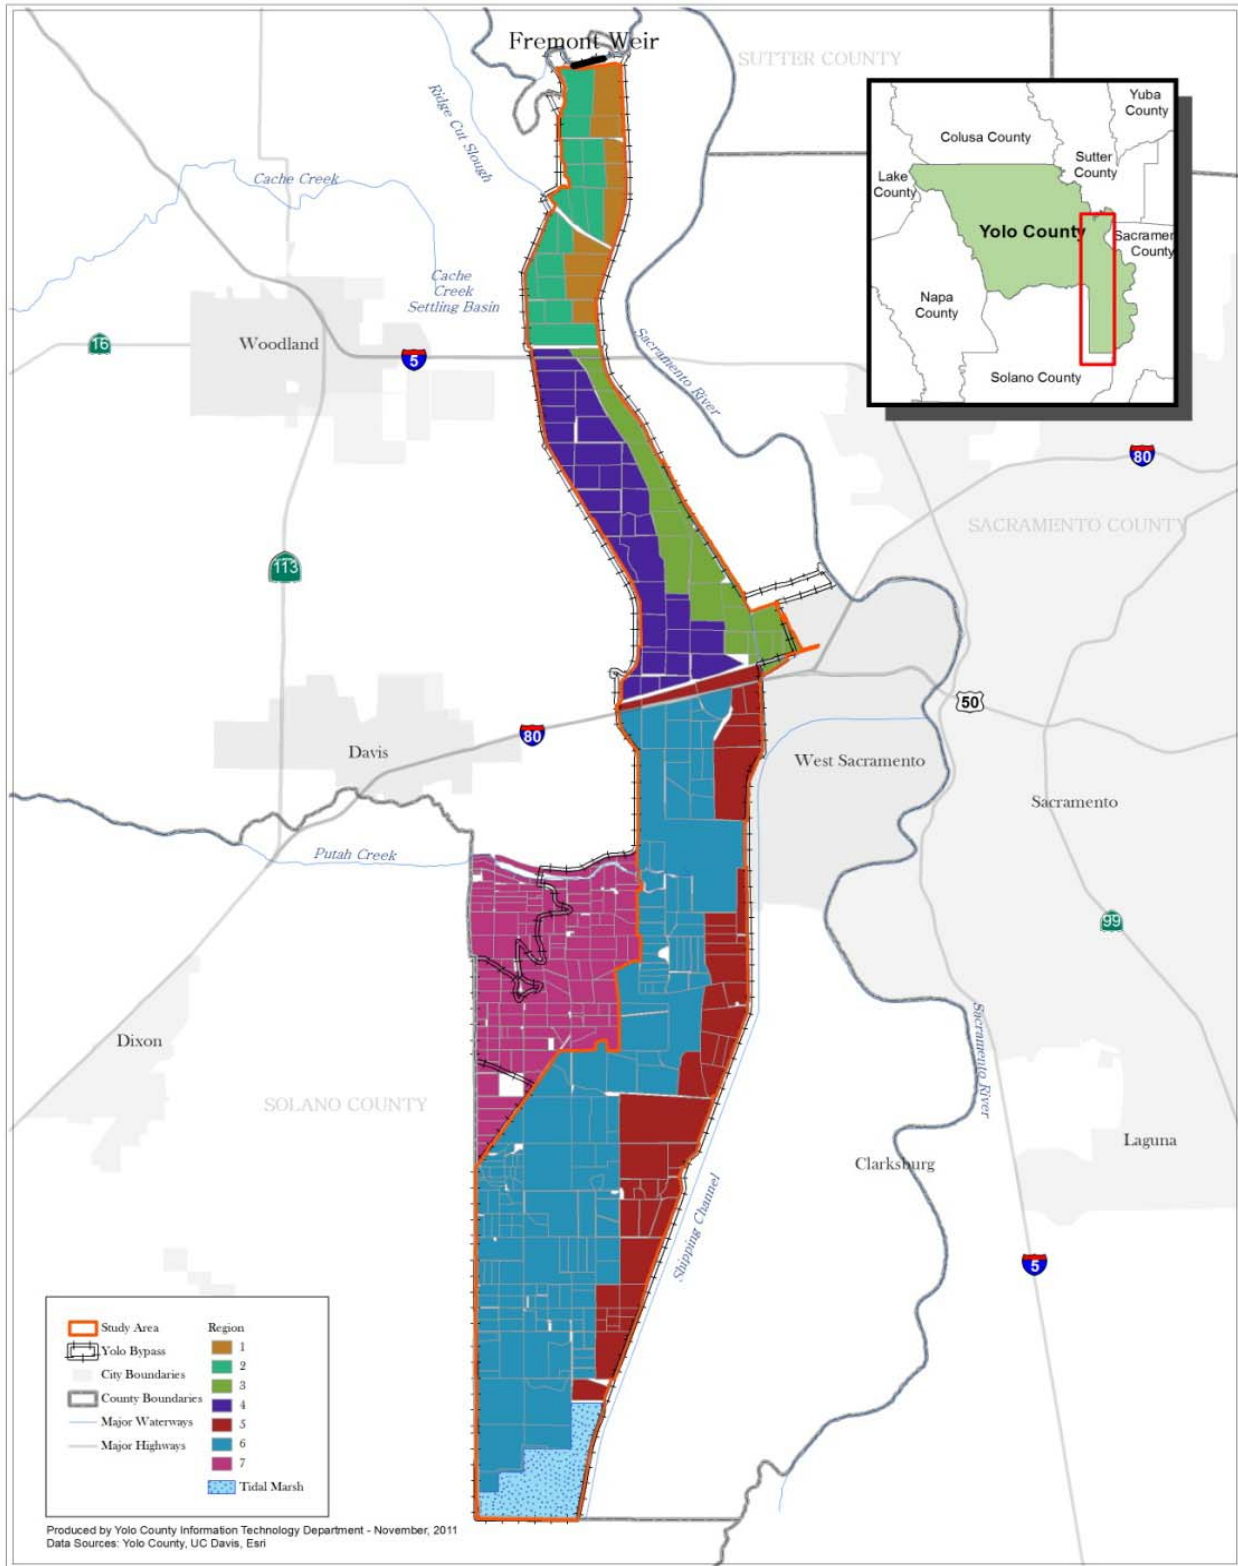 Fremont Weir
SUTTER COUNTY
Ridge Cut Slough
Cache Creek
Cache
Creek
Settling Basin
Woodland
16
5
Sacramento River
113
80
SACRAMENTO COUNTY
50
80
Davis
West Sacramento
Sacramento
Putah Creek
99
Dixon
SOLANO COUNTY
Sacramento River
Laguna
Clarksburg
Shipping Channel
5
Yuba
County
Colusa County
Sutter
County
Lake
County
Yolo County
Sacramen
County
Napa
County
Solano County
Study Area
Yolo Bypass
City Boundaries
County Boundaries
Major Waterways
Major Highways
Region
1
2
3
4
5
6
7
Tidal Marsh
Produced by Yolo County Information Technology Department - November, 2011
Data Sources: Yolo County, UC Davis, Esri